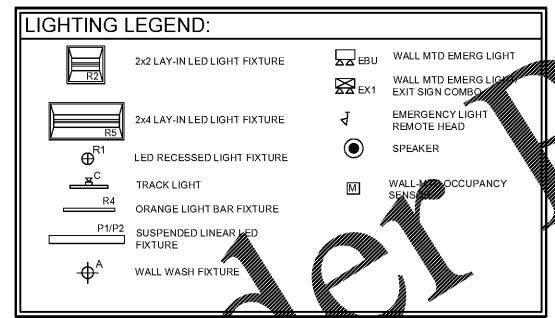 LIGHTING LEGEND:
R2
2x2 LAY-IN LED LIGHT FIXTURE
R5
2x4 LAY-IN LED LIGHT FIXTURE
R1
LED RECESSED LIGHT FIXTURE
C
TRACK LIGHT
R4
ORANGE LIGHT BAR FIXTURE
P1/P2
SUSPENDED LINEAR LED
FIXTURE
A
WALL WASH FIXTURE
EBU
WALL MTD EMERG LIGHT
EX1
WALL MTD EMERG LIGHT
EXIT SIGN COMBO
EMERGENCY LIGHT
REMOTE HEAD
SPEAKER
M
WALL-MTD OCCUPANCY
SENSOR
der